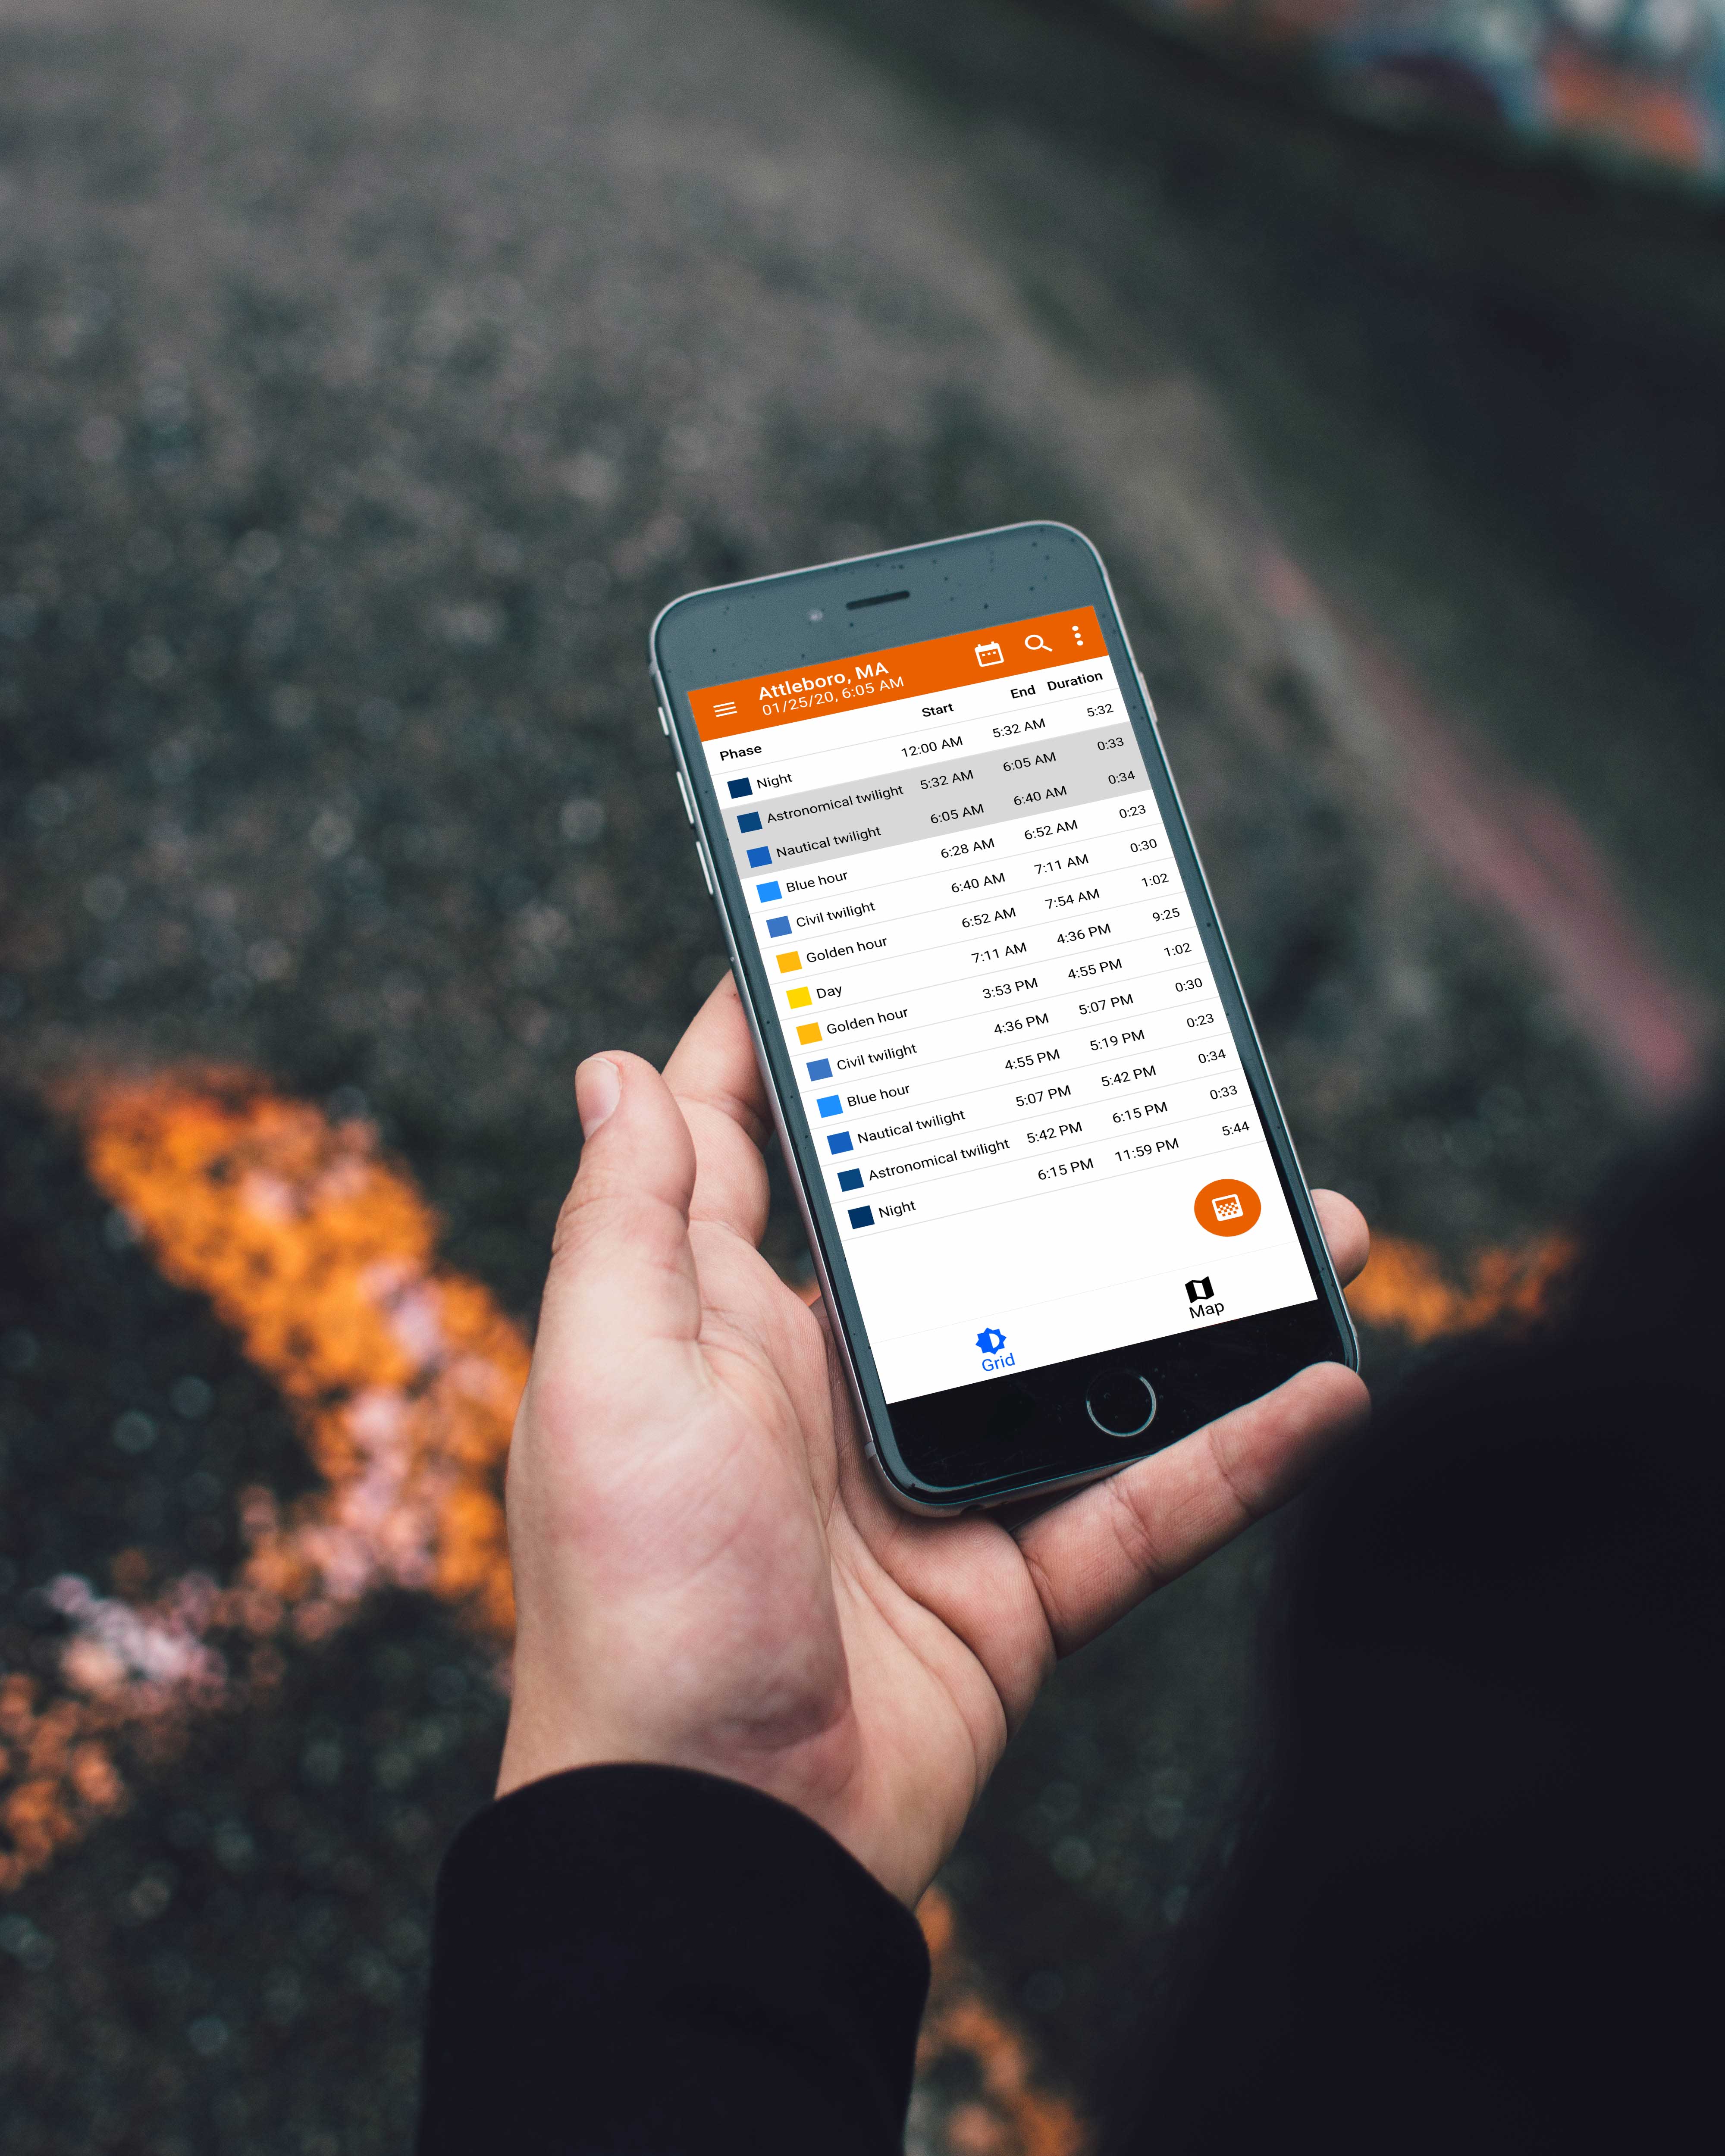 Attleboro, MA
01/25/20, 6:05 AM
Phase Start End Duration
Night 12:00 AM 5:32 AM 5:32
Astronomical twilight 5:32 AM 6:05 AM 0:33
Nautical twilight 6:05 AM 6:40 AM 0:34
Blue hour 6:28 AM 6:52 AM 0:23
Civil twilight 6:40 AM 7:11 AM 0:30
Golden hour 6:52 AM 7:54 AM 1:02
Day 7:11 AM 4:36 PM 9:25
Golden hour 3:53 PM 4:55 PM 1:02
Civil twilight 4:36 PM 5:07 PM 0:30
Blue hour 4:55 PM 5:19 PM 0:23
Nautical twilight 5:07 PM 5:42 PM 0:34
Astronomical twilight 5:42 PM 6:15 PM 0:33
Night 6:15 PM 11:59 PM 5:44
Grid Map